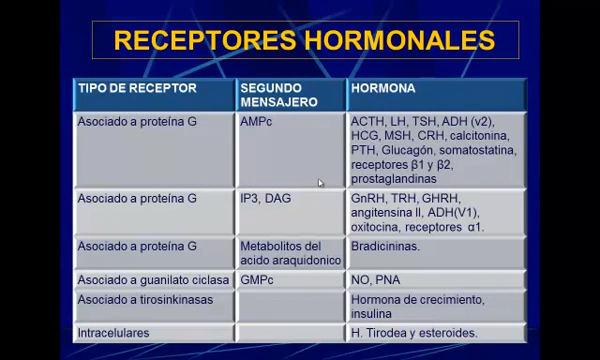 RECEPTORES HORMONALES
TIPO DE RECEPTOR
SEGUNDO
MENSAJERO
HORMONA
Asociado a proteína G
AMPc
ACTH, LH, TSH, ADH (v2),
HCG, MSH, CRH, calcitonina,
PTH, Glucagón, somatostatina,
receptores β1 y β2,
prostaglandinas
Asociado a proteína G
IP3, DAG
GnRH, TRH, GHRH,
angitensina II, ADH(V1),
oxitocina, receptores α1.
Asociado a proteína G
Metabolitos del
acido araquidonico
Bradicininas.
Asociado a guanilato ciclasa
GMPc
NO, PNA
Asociado a tirosinkinasas
Hormona de crecimiento,
insulina
Intracelulares
H. Tirodea y esteroides.